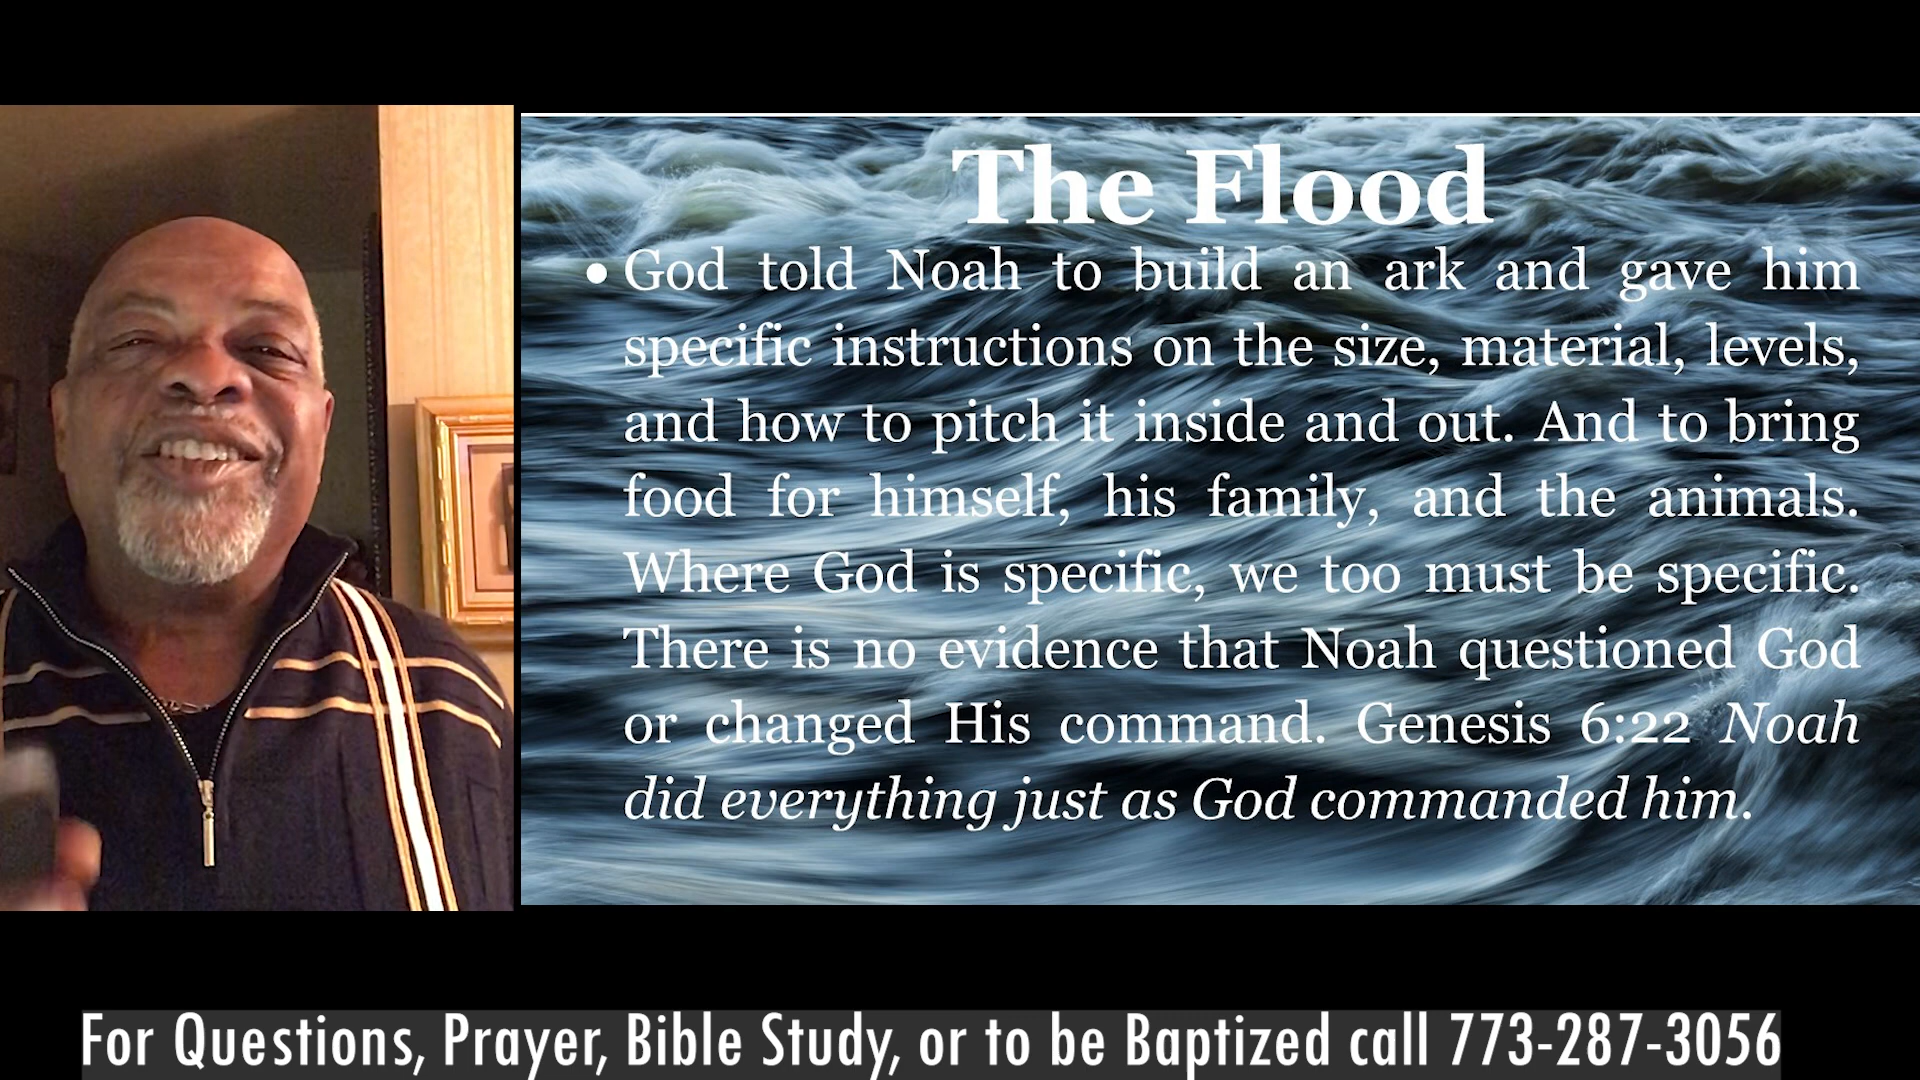 The Flood
• God told Noah to build an ark and gave him
specific instructions on the size, material, levels,
and how to pitch it inside and out. And to bring
food for himself, his family, and the animals.
Where God is specific, we too must be specific.
There is no evidence that Noah questioned God
or changed His command. Genesis 6:22 Noah
did everything just as God commanded him.
For Questions, Prayer, Bible Study, or to be Baptized call 773-287-3056